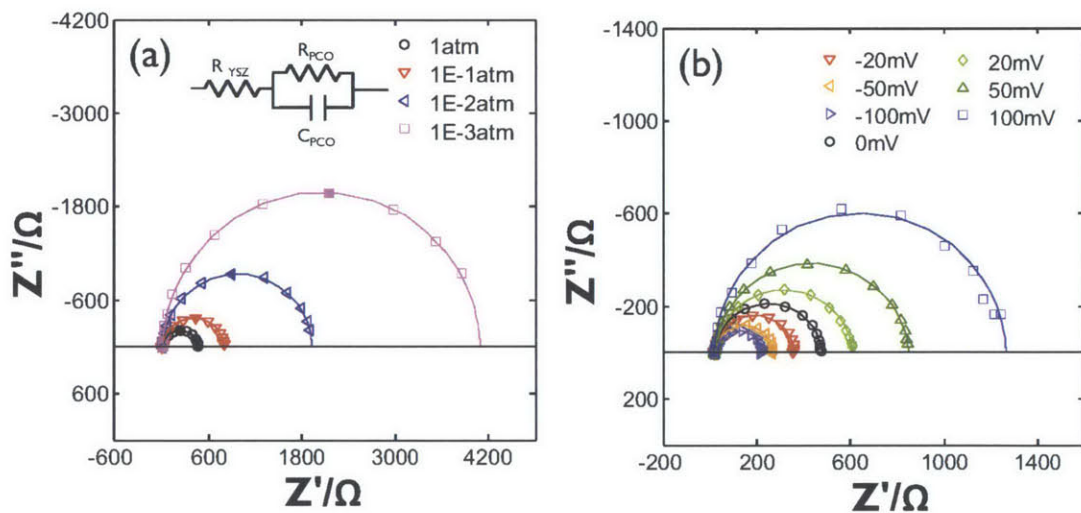 -4200
-3000
-1800
-600
600
-600
600
1800
3000
4200
Z''/Ω
Z'/Ω
(a)
R YSZ
R PCO
C PCO
1atm
1E-1atm
1E-2atm
1E-3atm
-1400
-1000
-600
-200
200
-200
200
600
1000
1400
Z''/Ω
Z'/Ω
(b)
-20mV
-50mV
-100mV
0mV
20mV
50mV
100mV